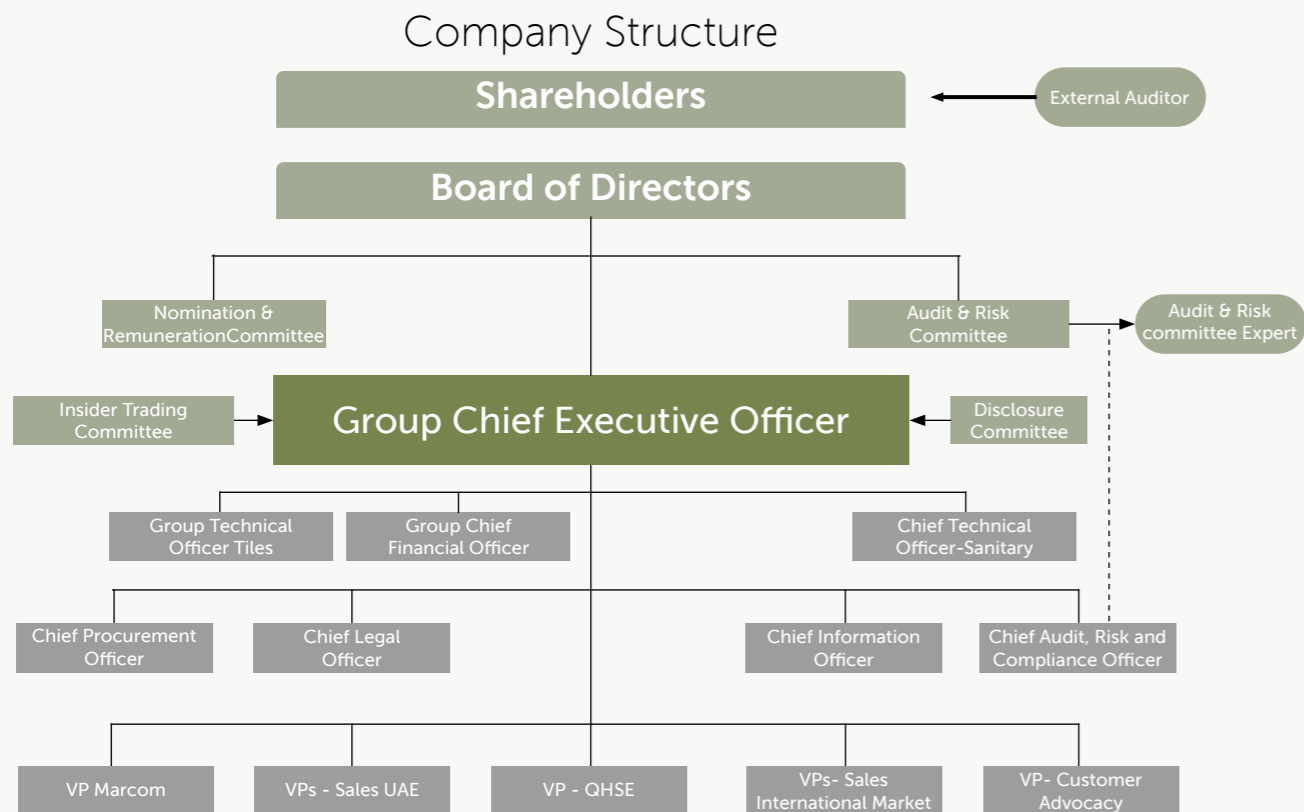 Company Structure
Shareholders
External Auditor
Board of Directors
Nomination &
RemunerationCommittee
Audit & Risk
Committee
Audit & Risk
committee Expert
Insider Trading
Committee
Group Chief Executive Officer
Disclosure
Committee
Group Technical
Officer Tiles
Group Chief
Financial Officer
Chief Technical
Officer-Sanitary
Chief Procurement
Officer
Chief Legal
Officer
Chief Information
Officer
Chief Audit, Risk and
Compliance Officer
VP Marcom
VPs - Sales UAE
VP - QHSE
VPs- Sales
International Market
VP- Customer
Advocacy